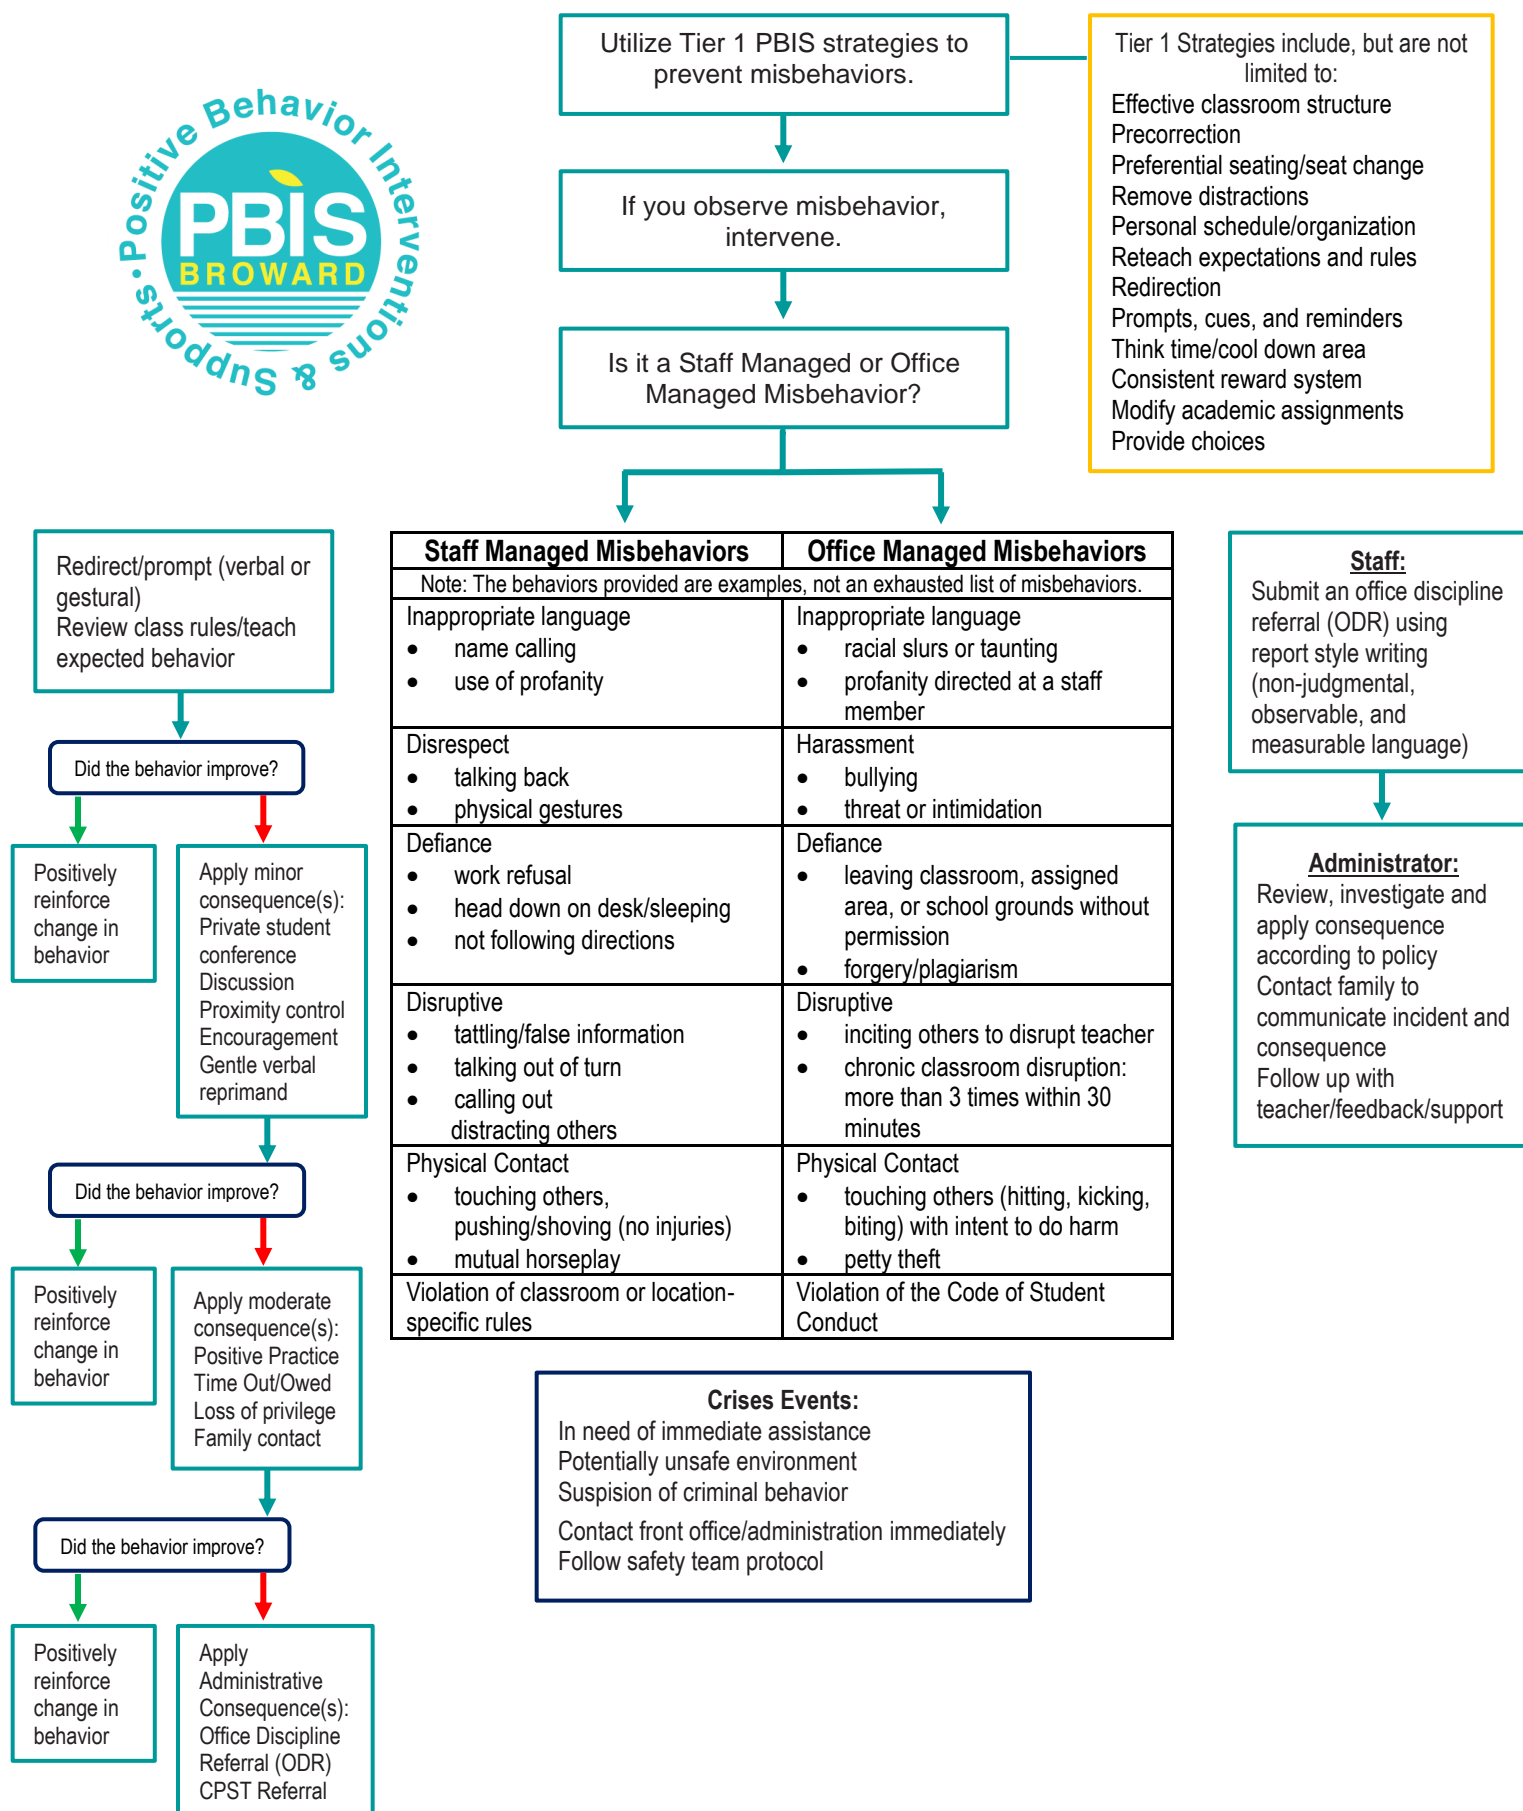 Positive Behavior Interventions & Supports •
PBIS
BROWARD
Utilize Tier 1 PBIS strategies to
prevent misbehaviors.
Tier 1 Strategies include, but are not
limited to:
Effective classroom structure
Precorrection
Preferential seating/seat change
Remove distractions
Personal schedule/organization
Reteach expectations and rules
Redirection
Prompts, cues, and reminders
Think time/cool down area
Consistent reward system
Modify academic assignments
Provide choices
If you observe misbehavior,
intervene.
Is it a Staff Managed or Office
Managed Misbehavior?
Redirect/prompt (verbal or
gestural)
Review class rules/teach
expected behavior
Did the behavior improve?
Positively
reinforce
change in
behavior
Apply minor
consequence(s):
Private student
conference
Discussion
Proximity control
Encouragement
Gentle verbal
reprimand
Did the behavior improve?
Positively
reinforce
change in
behavior
Apply moderate
consequence(s):
Positive Practice
Time Out/Owed
Loss of privilege
Family contact
Did the behavior improve?
Positively
reinforce
change in
behavior
Apply
Administrative
Consequence(s):
Office Discipline
Referral (ODR)
CPST Referral
Staff Managed Misbehaviors
Office Managed Misbehaviors
Note: The behaviors provided are examples, not an exhausted list of misbehaviors.
Inappropriate language
• name calling
• use of profanity
Inappropriate language
• racial slurs or taunting
• profanity directed at a staff
member
Disrespect
• talking back
• physical gestures
Harassment
• bullying
• threat or intimidation
Defiance
• work refusal
• head down on desk/sleeping
• not following directions
Defiance
• leaving classroom, assigned
area, or school grounds without
permission
• forgery/plagiarism
Disruptive
• tattling/false information
• talking out of turn
• calling out
distracting others
Disruptive
• inciting others to disrupt teacher
• chronic classroom disruption:
more than 3 times within 30
minutes
Physical Contact
• touching others,
pushing/shoving (no injuries)
• mutual horseplay
Physical Contact
• touching others (hitting, kicking,
biting) with intent to do harm
• petty theft
Violation of classroom or location-
specific rules
Violation of the Code of Student
Conduct
Staff:
Submit an office discipline
referral (ODR) using
report style writing
(non-judgmental,
observable, and
measurable language)
Administrator:
Review, investigate and
apply consequence
according to policy
Contact family to
communicate incident and
consequence
Follow up with
teacher/feedback/support
Crises Events:
In need of immediate assistance
Potentially unsafe environment
Suspision of criminal behavior
Contact front office/administration immediately
Follow safety team protocol